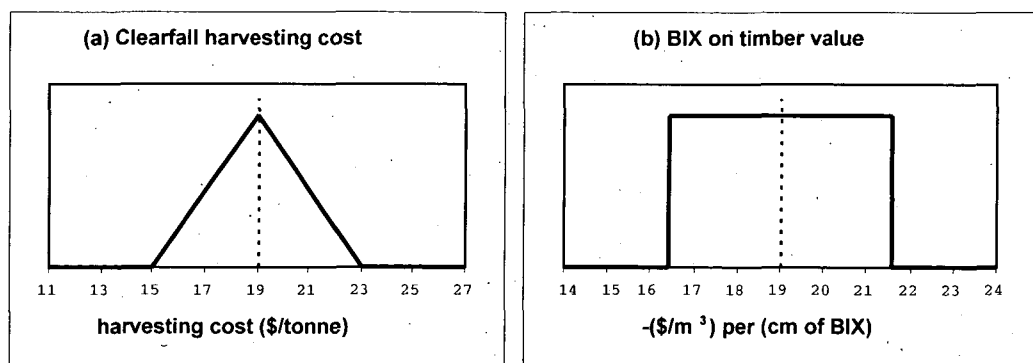 (a) Clearfall harvesting cost
11 13 15 17 19 21 23 25 27
harvesting cost ($/tonne)
(b) BIX on timber value
14 15 16 17 18 19 20 21 22 23 24
-($/m³) per (cm of BIX)